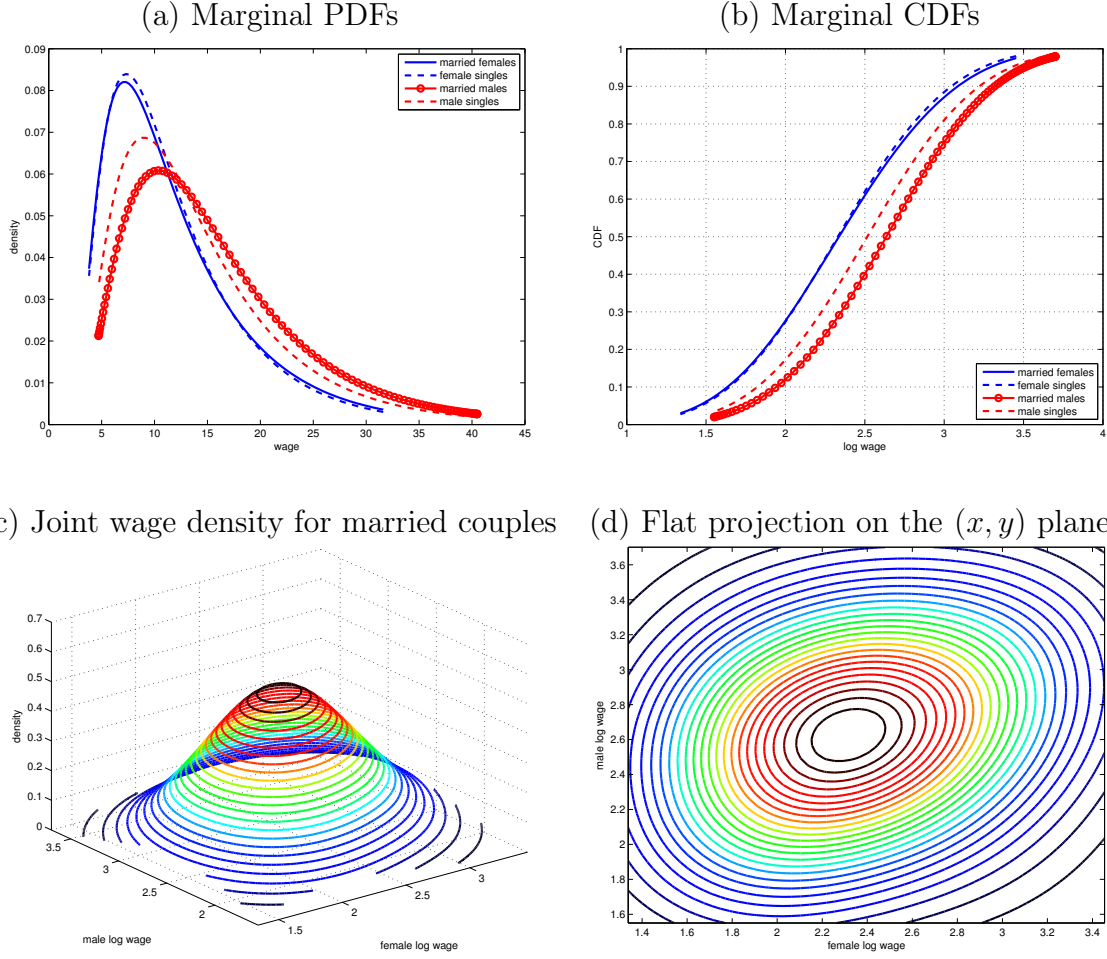 (a) Marginal PDFs
(b) Marginal CDFs
0.09
0.08
0.07
0.06
0.05
0.04
0.03
0.02
0.01
0
density
0 5 10 15 20 25 30 35 40 45
wage
married females
female singles
married males
male singles
1
0.9
0.8
0.7
0.6
0.5
0.4
0.3
0.2
0.1
0
CDF
1 1.5 2 2.5 3 3.5 4
log wage
married females
female singles
married males
male singles
c) Joint wage density for married couples
(d) Flat projection on the (x, y) plane
0.7
0.6
0.5
0.4
0.3
0.2
0.1
0
density
3.5
3
2.5
2
male log wage
1.5
2
2.5
3
female log wage
3.6
3.4
3.2
3
2.8
2.6
2.4
2.2
2
1.8
1.6
male log wage
1.4 1.6 1.8 2 2.2 2.4 2.6 2.8 3 3.2 3.4
female log wage